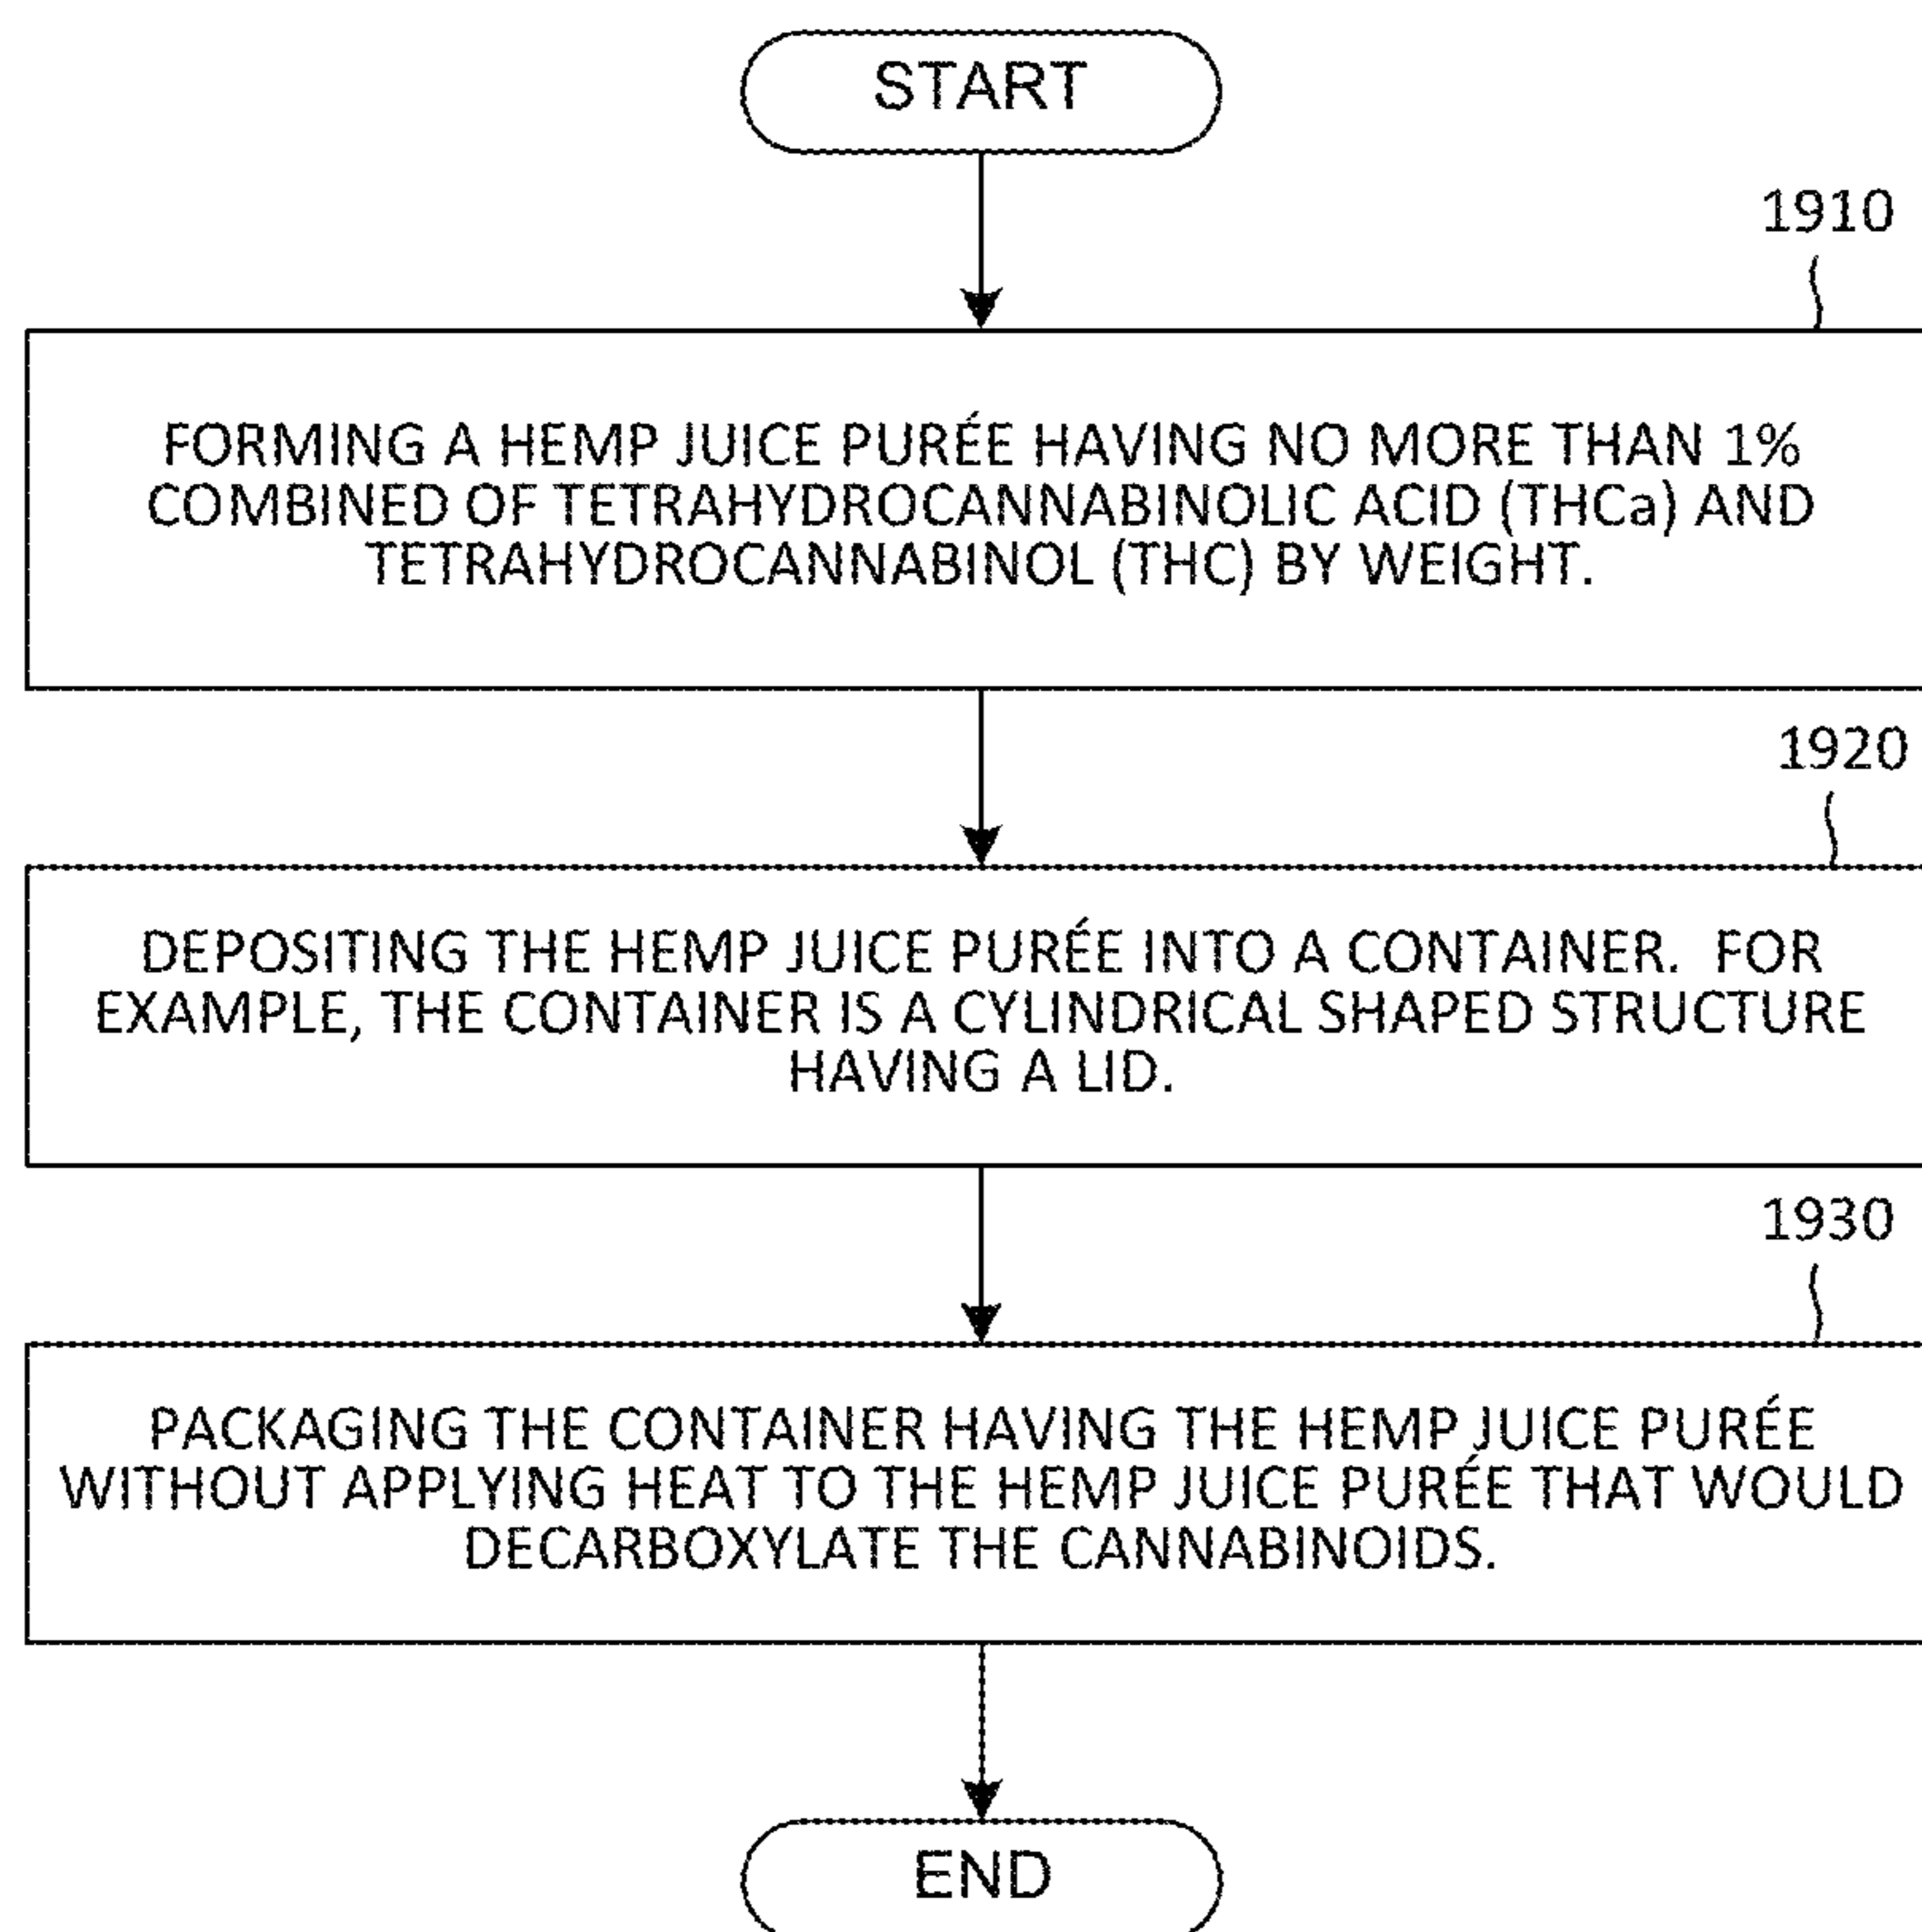 START
1910
FORMING A HEMP JUICE PURÉE HAVING NO MORE THAN 1%
COMBINED OF TETRAHYDROCANNABINOLIC ACID (THCa) AND
TETRAHYDROCANNABINOL (THC) BY WEIGHT.
1920
DEPOSITING THE HEMP JUICE PURÉE INTO A CONTAINER.  FOR
EXAMPLE, THE CONTAINER IS A CYLINDRICAL SHAPED STRUCTURE
HAVING A LID.
1930
PACKAGING THE CONTAINER HAVING THE HEMP JUICE PURÉE
WITHOUT APPLYING HEAT TO THE HEMP JUICE PURÉE THAT WOULD
DECARBOXYLATE THE CANNABINOIDS.
END